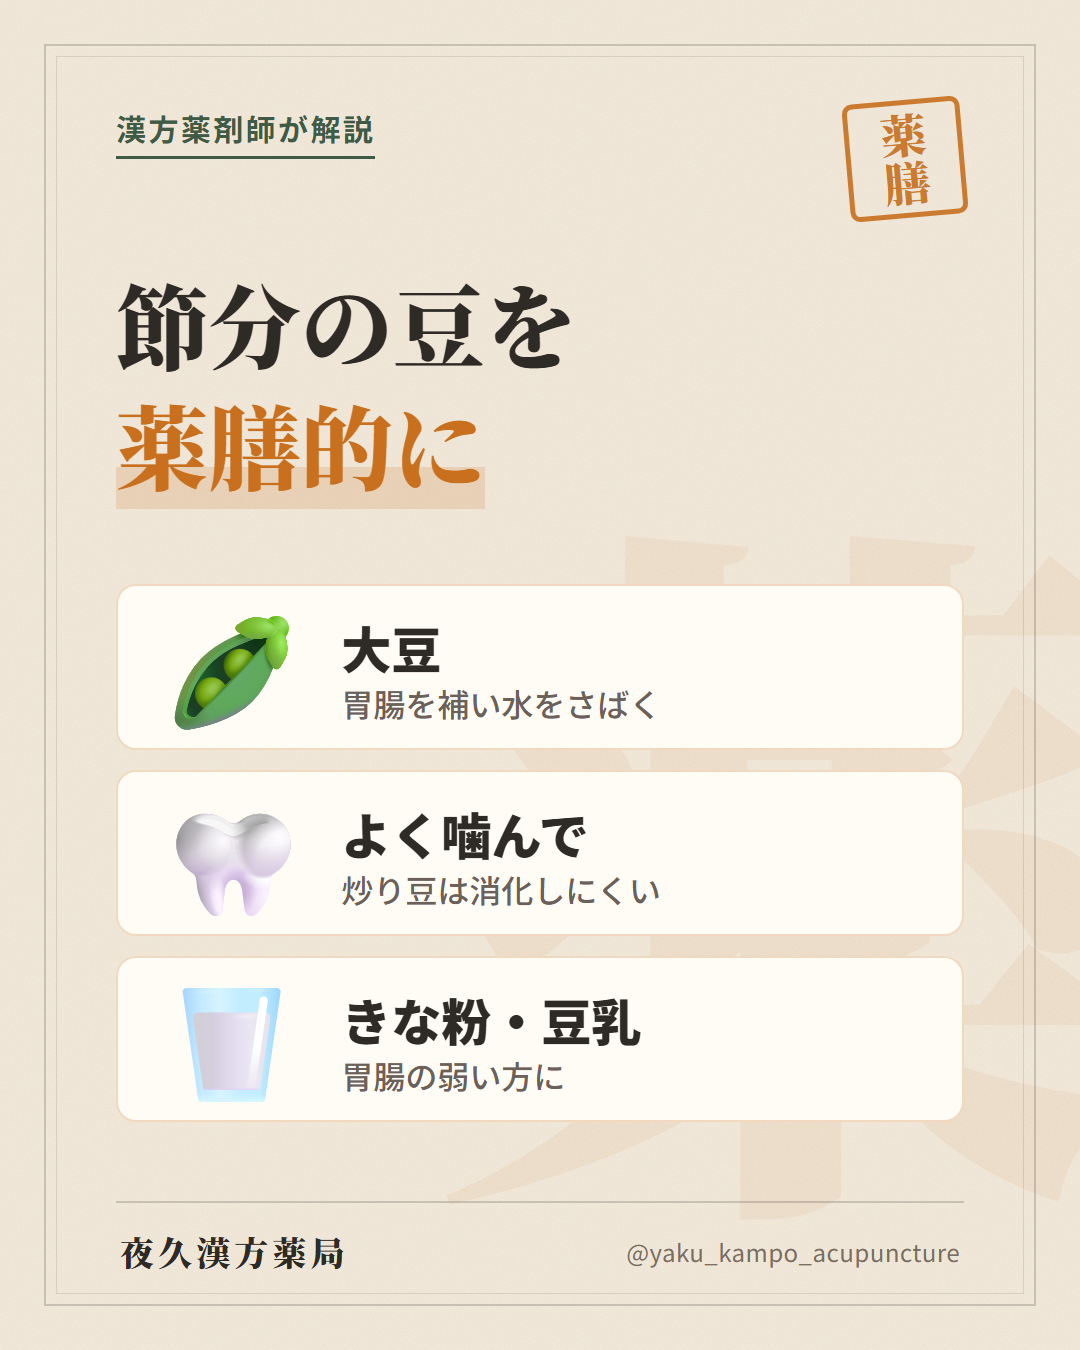 漢方薬剤師が解説
薬
膳
節分の豆を
薬膳的に
大豆
胃腸を補い水をさばく
よく噛んで
炒り豆は消化しにくい
きな粉・豆乳
胃腸の弱い方に
夜久漢方薬局
@yaku_kampo_acupuncture
薬